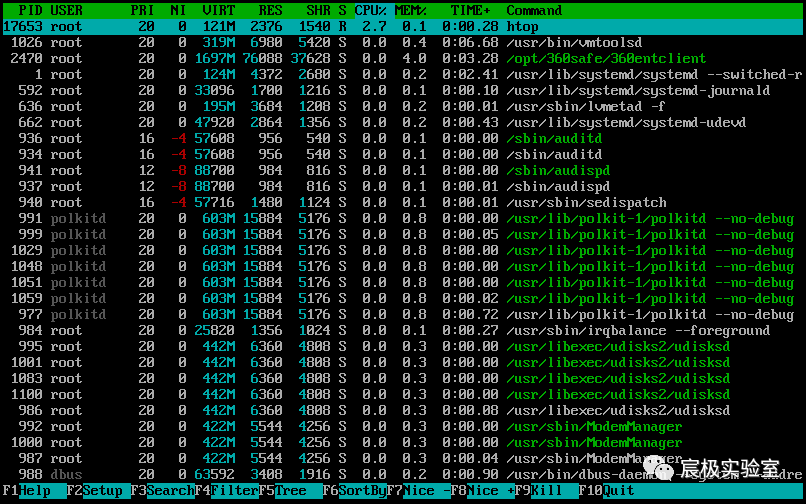 PID USER PRI NI VIRT RES SHR S CPU% MEM% TIME+ Command
17653 root 20 0 121M 2376 1540 R 2.7 0.1 0:00.28 htop
1026 root 20 0 319M 6980 5420 S 0.0 0.4 0:06.68 /usr/bin/vmtoolsd
2470 root 20 0 1697M 76088 37628 S 0.0 4.0 0:03.28 /opt/360safe/360entclient
1 root 20 0 124M 4372 2680 S 0.0 0.2 0:02.41 /usr/lib/systemd/systemd --switched-r
592 root 20 0 33096 1700 1216 S 0.0 0.1 0:00.10 /usr/lib/systemd/systemd-journald
636 root 20 0 195M 3684 1208 S 0.0 0.2 0:00.01 /usr/sbin/lvmetad -f
662 root 20 0 47920 2864 1356 S 0.0 0.2 0:00.43 /usr/lib/systemd/systemd-udevd
936 root 16 -4 57608 956 540 S 0.0 0.1 0:00.00 /sbin/auditd
934 root 16 -4 57608 956 540 S 0.0 0.1 0:00.00 /sbin/auditd
941 root 12 -8 88700 984 816 S 0.0 0.1 0:00.00 /sbin/audispd
937 root 12 -8 88700 984 816 S 0.0 0.1 0:00.01 /sbin/audispd
940 root 16 -4 57716 1480 1124 S 0.0 0.1 0:00.01 /usr/sbin/sedispatch
991 polkitd 20 0 603M 15884 5176 S 0.0 0.8 0:00.00 /usr/lib/polkit-1/polkitd --no-debug
999 polkitd 20 0 603M 15884 5176 S 0.0 0.8 0:00.05 /usr/lib/polkit-1/polkitd --no-debug
1029 polkitd 20 0 603M 15884 5176 S 0.0 0.8 0:00.00 /usr/lib/polkit-1/polkitd --no-debug
1048 polkitd 20 0 603M 15884 5176 S 0.0 0.8 0:00.00 /usr/lib/polkit-1/polkitd --no-debug
1051 polkitd 20 0 603M 15884 5176 S 0.0 0.8 0:00.00 /usr/lib/polkit-1/polkitd --no-debug
1059 polkitd 20 0 603M 15884 5176 S 0.0 0.8 0:00.02 /usr/lib/polkit-1/polkitd --no-debug
977 polkitd 20 0 603M 15884 5176 S 0.0 0.8 0:00.72 /usr/lib/polkit-1/polkitd --no-debug
984 root 20 0 25820 1356 1024 S 0.0 0.1 0:00.27 /usr/sbin/irqbalance --foreground
995 root 20 0 442M 6360 4808 S 0.0 0.3 0:00.00 /usr/libexec/udisks2/udisksd
1001 root 20 0 442M 6360 4808 S 0.0 0.3 0:00.00 /usr/libexec/udisks2/udisksd
1083 root 20 0 442M 6360 4808 S 0.0 0.3 0:00.00 /usr/libexec/udisks2/udisksd
1100 root 20 0 442M 6360 4808 S 0.0 0.3 0:00.00 /usr/libexec/udisks2/udisksd
986 root 20 0 442M 6360 4808 S 0.0 0.3 0:00.08 /usr/libexec/udisks2/udisksd
992 root 20 0 422M 5544 4256 S 0.0 0.3 0:00.00 /usr/sbin/ModemManager
1000 root 20 0 422M 5544 4256 S 0.0 0.3 0:00.00 /usr/sbin/ModemManager
987 root 20 0 422M 5544 4256 S 0.0 0.3 0:00.04 /usr/sbin/ModemManager
988 dbus 20 0 63592 3408 1916 S 0.0 0.2 0:00.90 /usr/bin/dbus-daemon --system --addre
宸极实验室
F1Help F2Setup F3SearchF4FilterF5Tree F6SortByF7Nice -F8Nice +F9Kill F10Quit